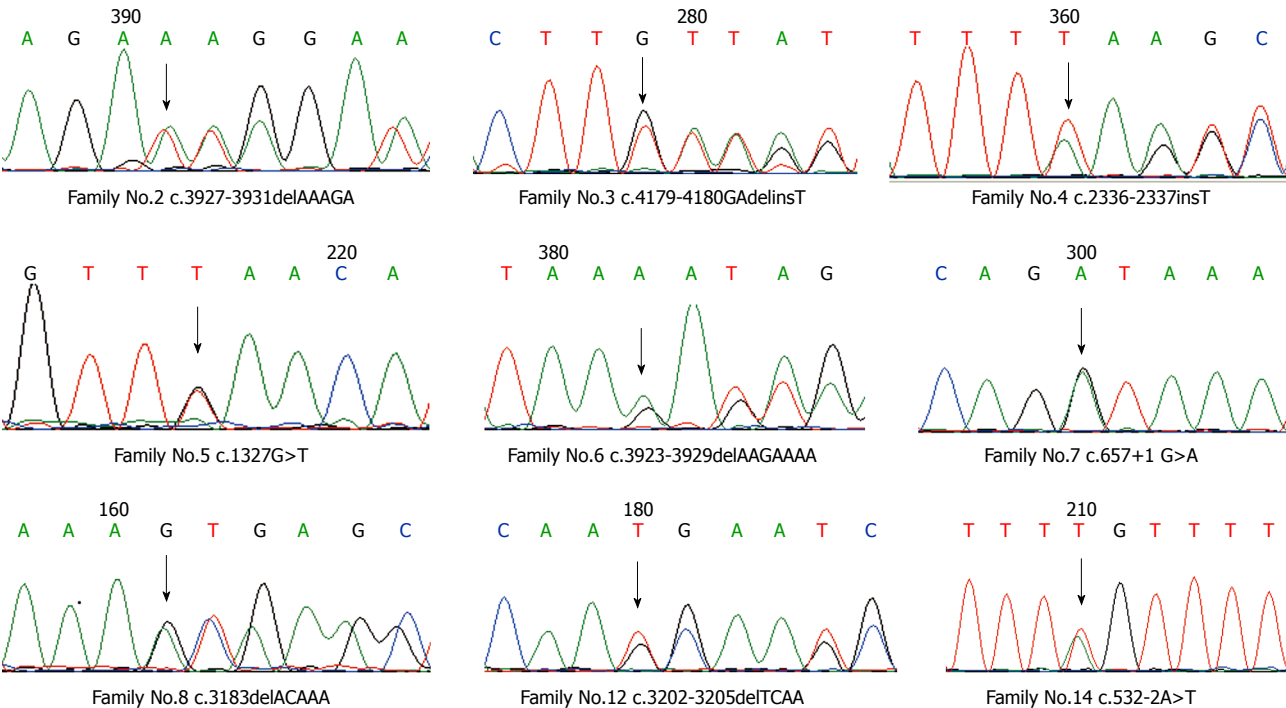 390 280 360
A G A A A G G A A C T T G T T A T T T T T A A G C
Family No.2 c.3927-3931delAAAGA Family No.3 c.4179-4180GAdelinsT Family No.4 c.2336-2337insT
220 380 300
G T T T A A C A T A A A A T A G C A G A T A A A
Family No.5 c.1327G>T Family No.6 c.3923-3929delAAGAAAA Family No.7 c.657+1 G>A
160 180 210
A A A G T G A G C C A A T G A A T C T T T T G T T T T
Family No.8 c.3183delACAAA Family No.12 c.3202-3205delTCAA Family No.14 c.532-2A>T